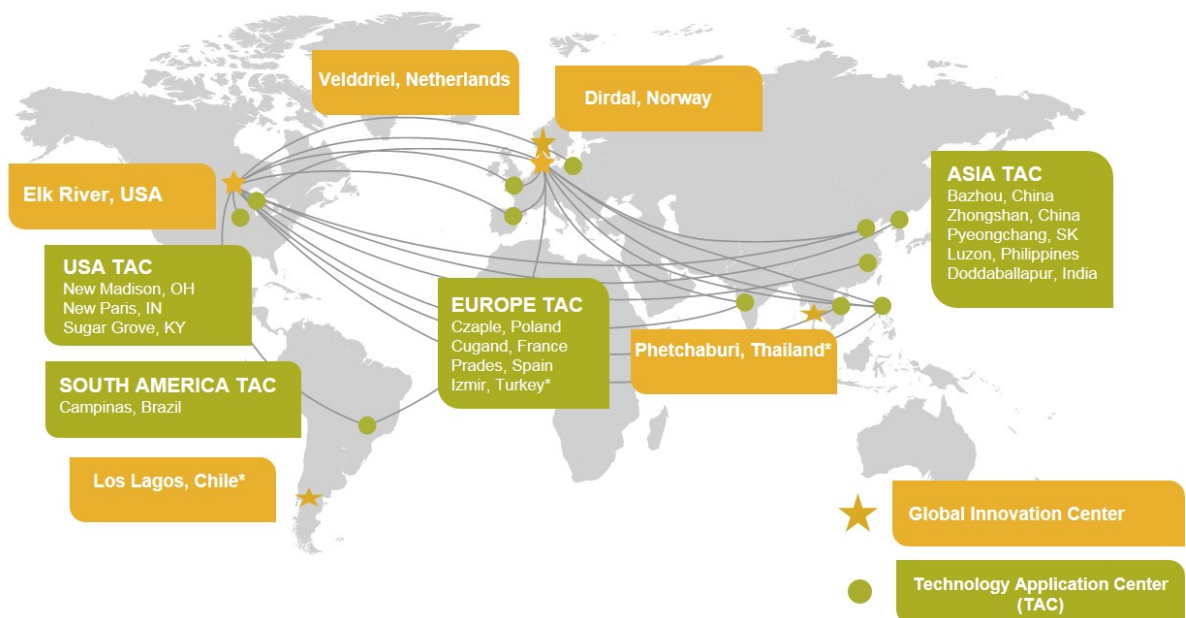 Velddriel, Netherlands
Dirdal, Norway
Elk River, USA
ASIA TAC
Bazhou, China
Zhongshan, China
Pyeongchang, SK
Luzon, Philippines
Doddaballapur, India
USA TAC
New Madison, OH
New Paris, IN
Sugar Grove, KY
EUROPE TAC
Czaple, Poland
Cugand, France
Prades, Spain
Izmir, Turkey*
Phetchaburi, Thailand*
SOUTH AMERICA TAC
Campinas, Brazil
Los Lagos, Chile*
Global Innovation Center
Technology Application Center
(TAC)